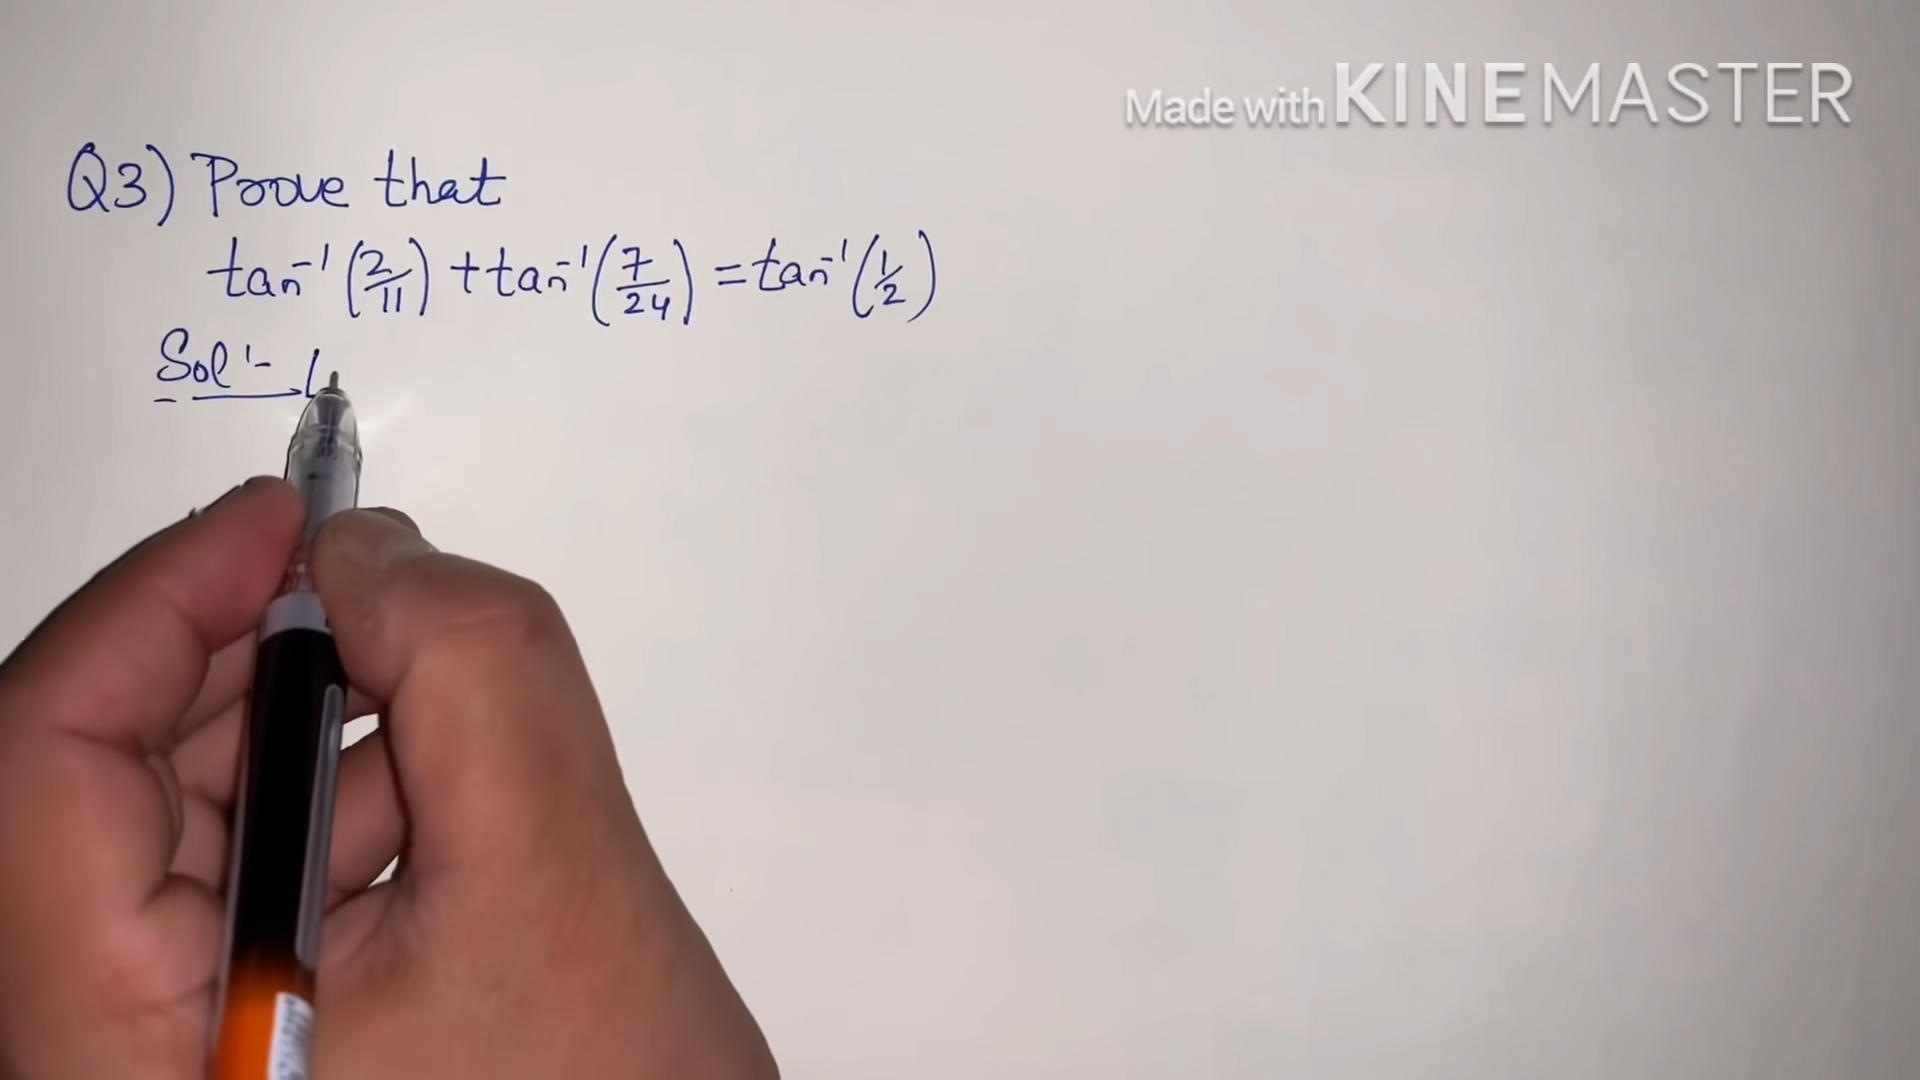 Made with KINEMASTER
Q3) Prove that
tan⁻¹(2/11) + tan⁻¹(7/24) = tan⁻¹(1/2)
Sol:- L